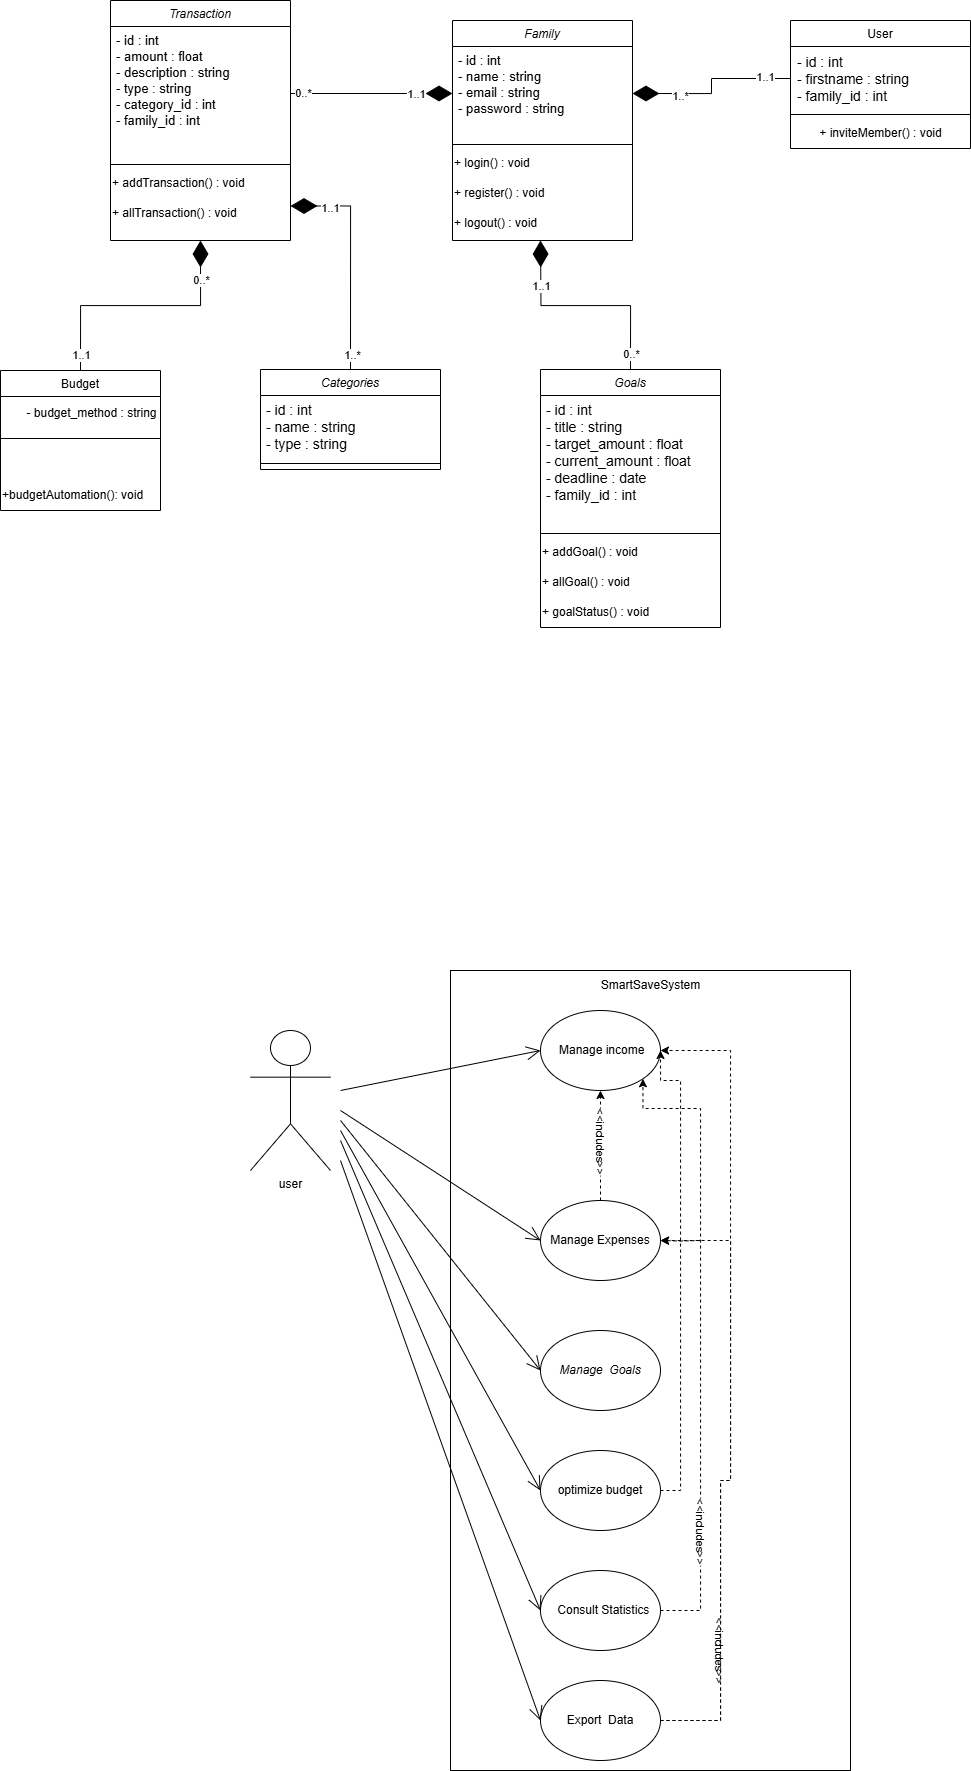 Transaction
- id : int
- amount : float
- description : string
- type : string
- category_id : int
- family_id : int
+ addTransaction() : void
+ allTransaction() : void
0..*
1..1
Family
- id : int
- name : string
- email : string
- password : string
+ login() : void
+ register() : void
+ logout() : void
1..*
1..1
User
- id : int
- firstname : string
- family_id : int
+ inviteMember() : void
1..1
1..*
0..*
1..1
1..1
0..*
Budget
- budget_method : string
+budgetAutomation(): void
Categories
- id : int
- name : string
- type : string
Goals
- id : int
- title : string
- target_amount : float
- current_amount : float
- deadline : date
- family_id : int
+ addGoal() : void
+ allGoal() : void
+ goalStatus() : void
SmartSaveSystem
user
Manage income
<<includes>>
Manage Expenses
Manage Goals
optimize budget
<<includes>>
Consult Statistics
<<includes>>
Export Data